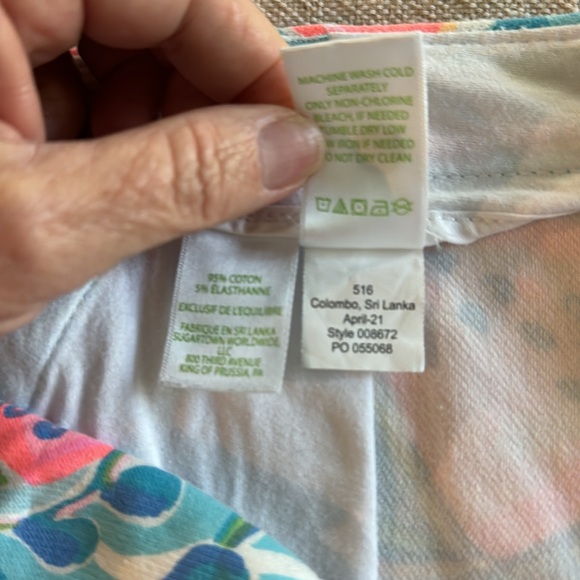 MACHINE WASH COLD
SEPARATELY
ONLY NON-CHLORINE
BLEACH, IF NEEDED
TUMBLE DRY LOW
IRON IF NEEDED
DO NOT DRY CLEAN
95% COTON
5% ÉLASTHANNE
EXCLUSIF DE L'EQUILIBRE
FABRIQUE EN SRI LANKA
SUGARTOWN WORLDWIDE,
LLC
800 THIRD AVENUE
KING OF PRUSSIA, PA
516
Colombo, Sri Lanka
April-21
Style 008672
PO 055068